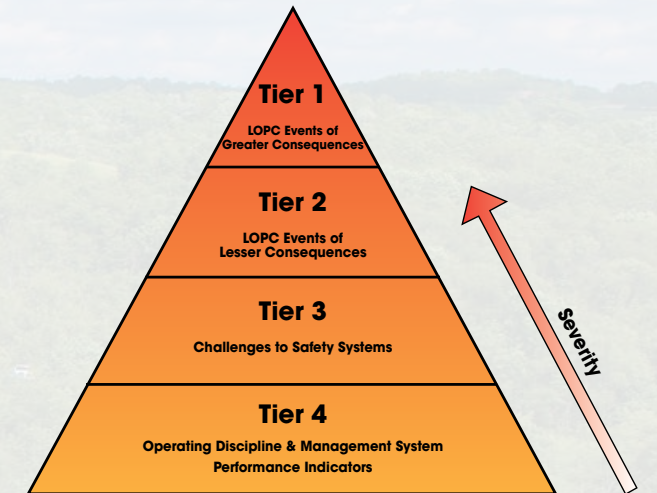 Tier 1
LOPC Events of
Greater Consequences
Tier 2
LOPC Events of
Lesser Consequences
Tier 3
Challenges to Safety Systems
Tier 4
Operating Discipline & Management System
Performance Indicators
Severity